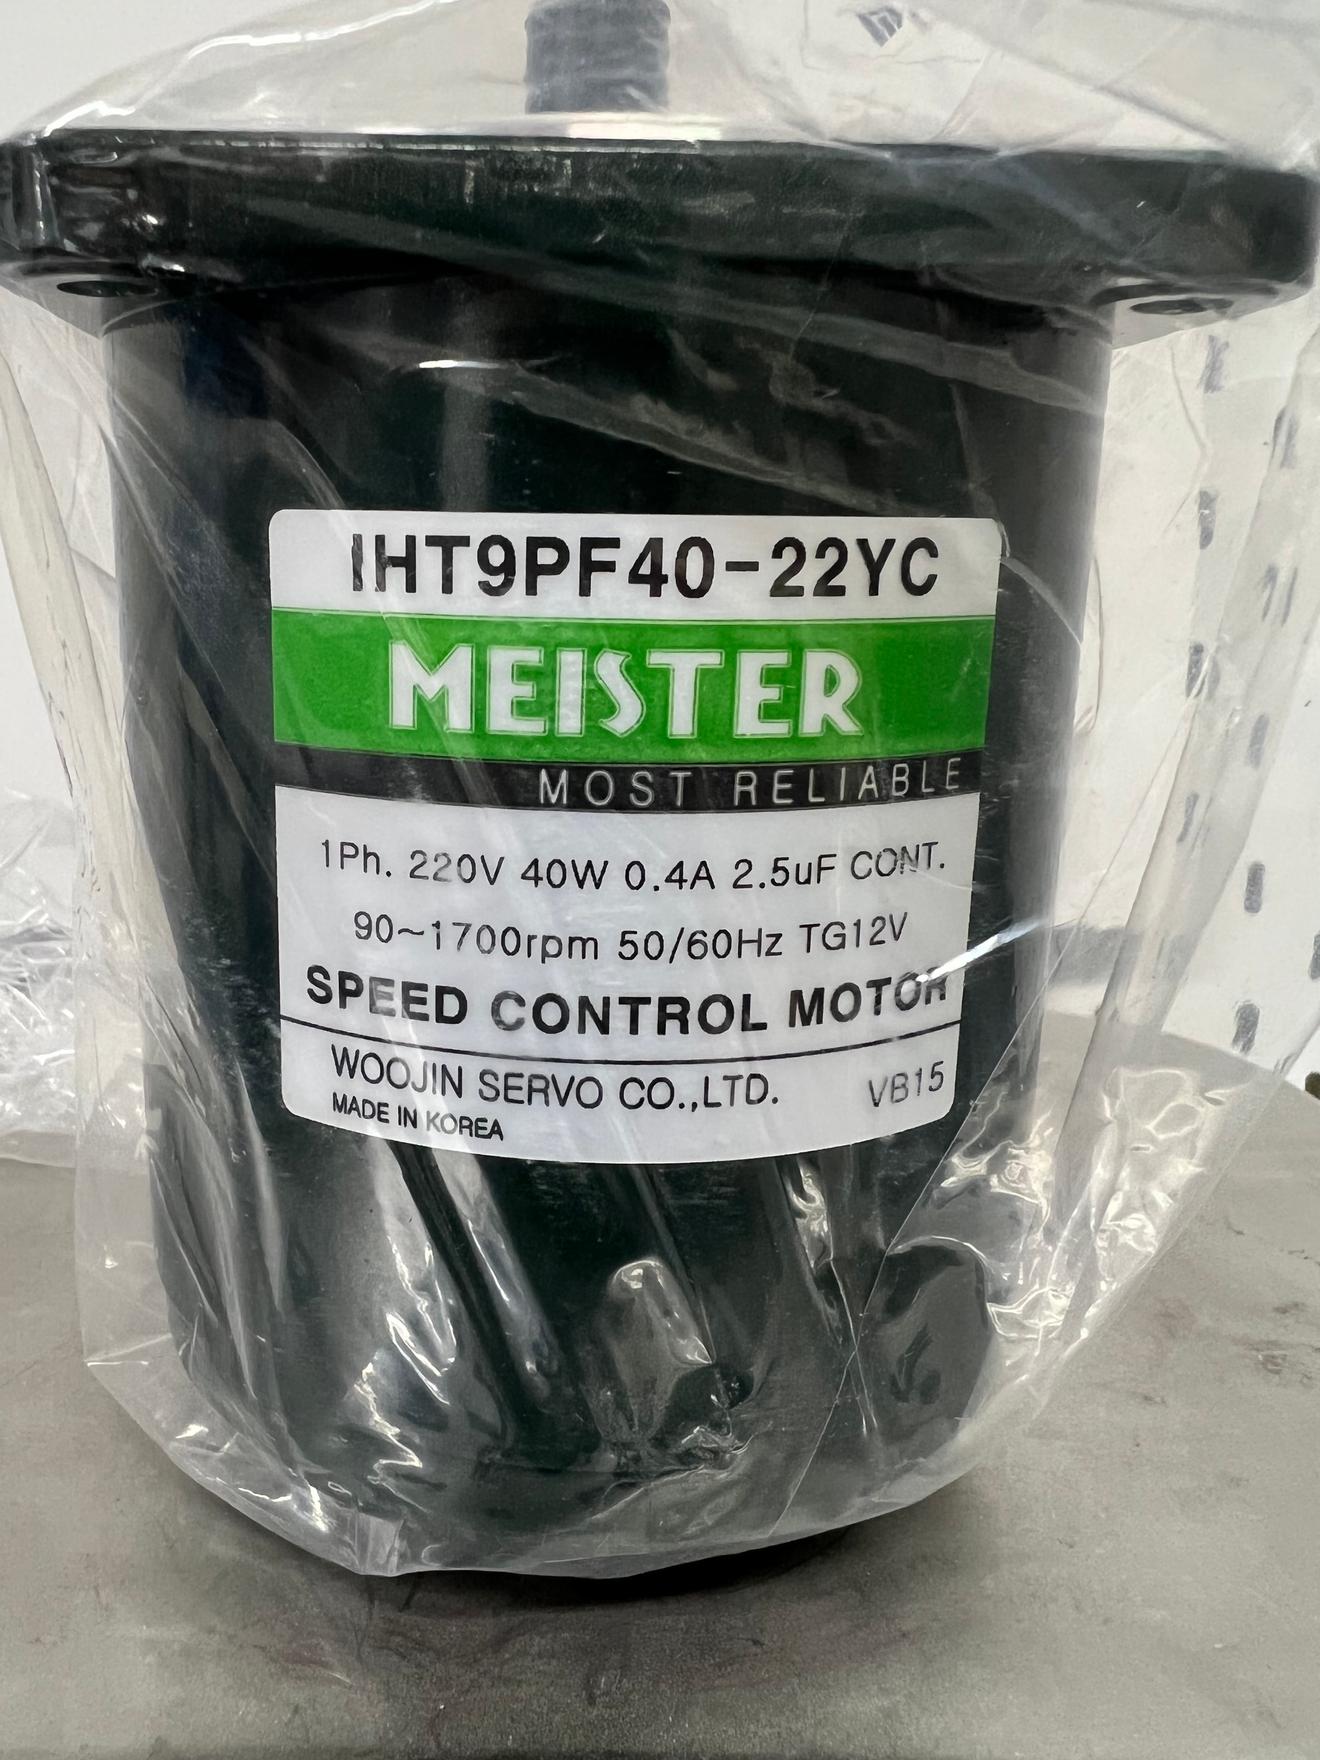 IHT9PF40-22YC
MEISTER
MOST RELIABLE
1Ph. 220V 40W 0.4A 2.5uF CONT.
90~1700rpm 50/60Hz TG12V
SPEED CONTROL MOTOR
WOOJIN SERVO CO.,LTD. VB15
MADE IN KOREA